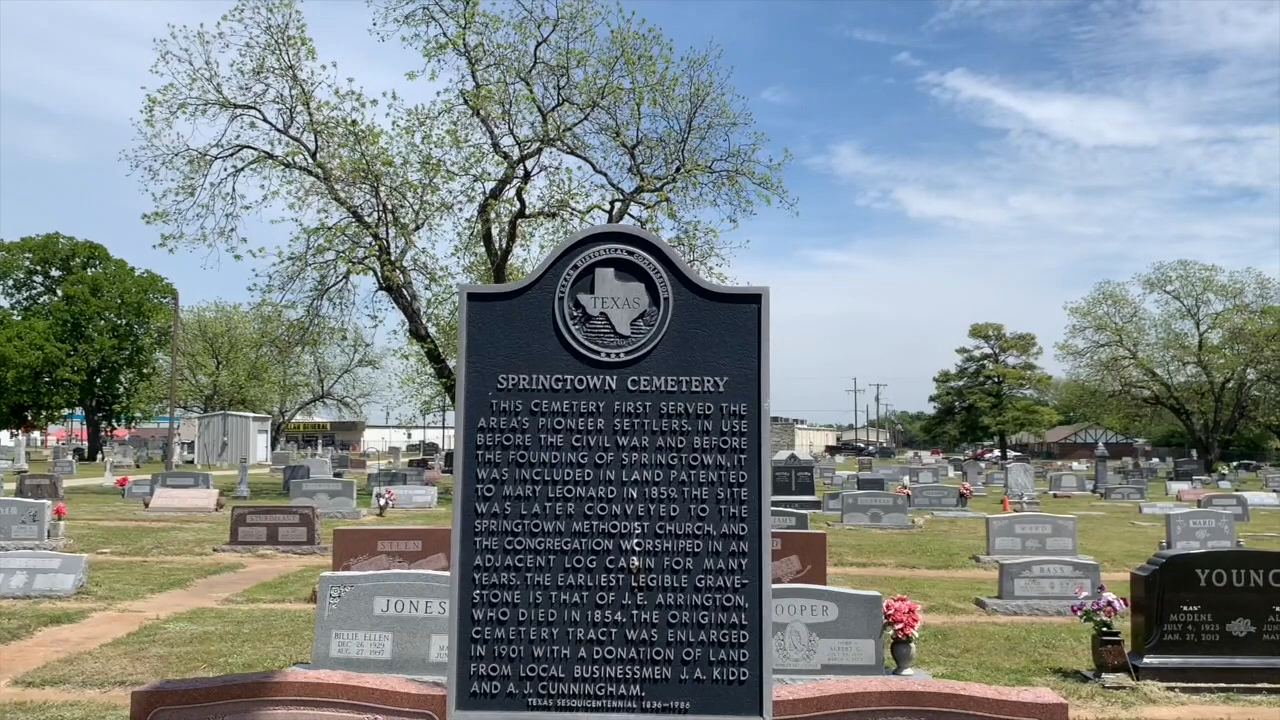 TEXAS HISTORICAL COMMISSION
TEXAS
SPRINGTOWN CEMETERY
THIS CEMETERY FIRST SERVED THE
AREA'S PIONEER SETTLERS. IN USE
BEFORE THE CIVIL WAR AND BEFORE
THE FOUNDING OF SPRINGTOWN, IT
WAS INCLUDED IN LAND PATENTED
TO MARY LEONARD IN 1859. THE SITE
WAS LATER CONVEYED TO THE
SPRINGTOWN METHODIST CHURCH, AND
THE CONGREGATION WORSHIPED IN AN
ADJACENT LOG CABIN FOR MANY
YEARS. THE EARLIEST LEGIBLE GRAVE-
STONE IS THAT OF J.E. ARRINGTON,
WHO DIED IN 1854. THE ORIGINAL
CEMETERY TRACT WAS ENLARGED
IN 1901 WITH A DONATION OF LAND
FROM LOCAL BUSINESSMEN J.A. KIDD
AND A.J. CUNNINGHAM.
TEXAS SESQUICENTENNIAL 1836-1986
GENERAL
STEEN
JONES
BILLIE ELLEN
DEC 26 1929
AUG 27 1997
OOPER
ALBERT G.
WARD
WARD
BASS
YOUNG
"RAN"
MODENE
JULY 4, 1925
JAN. 27, 2013